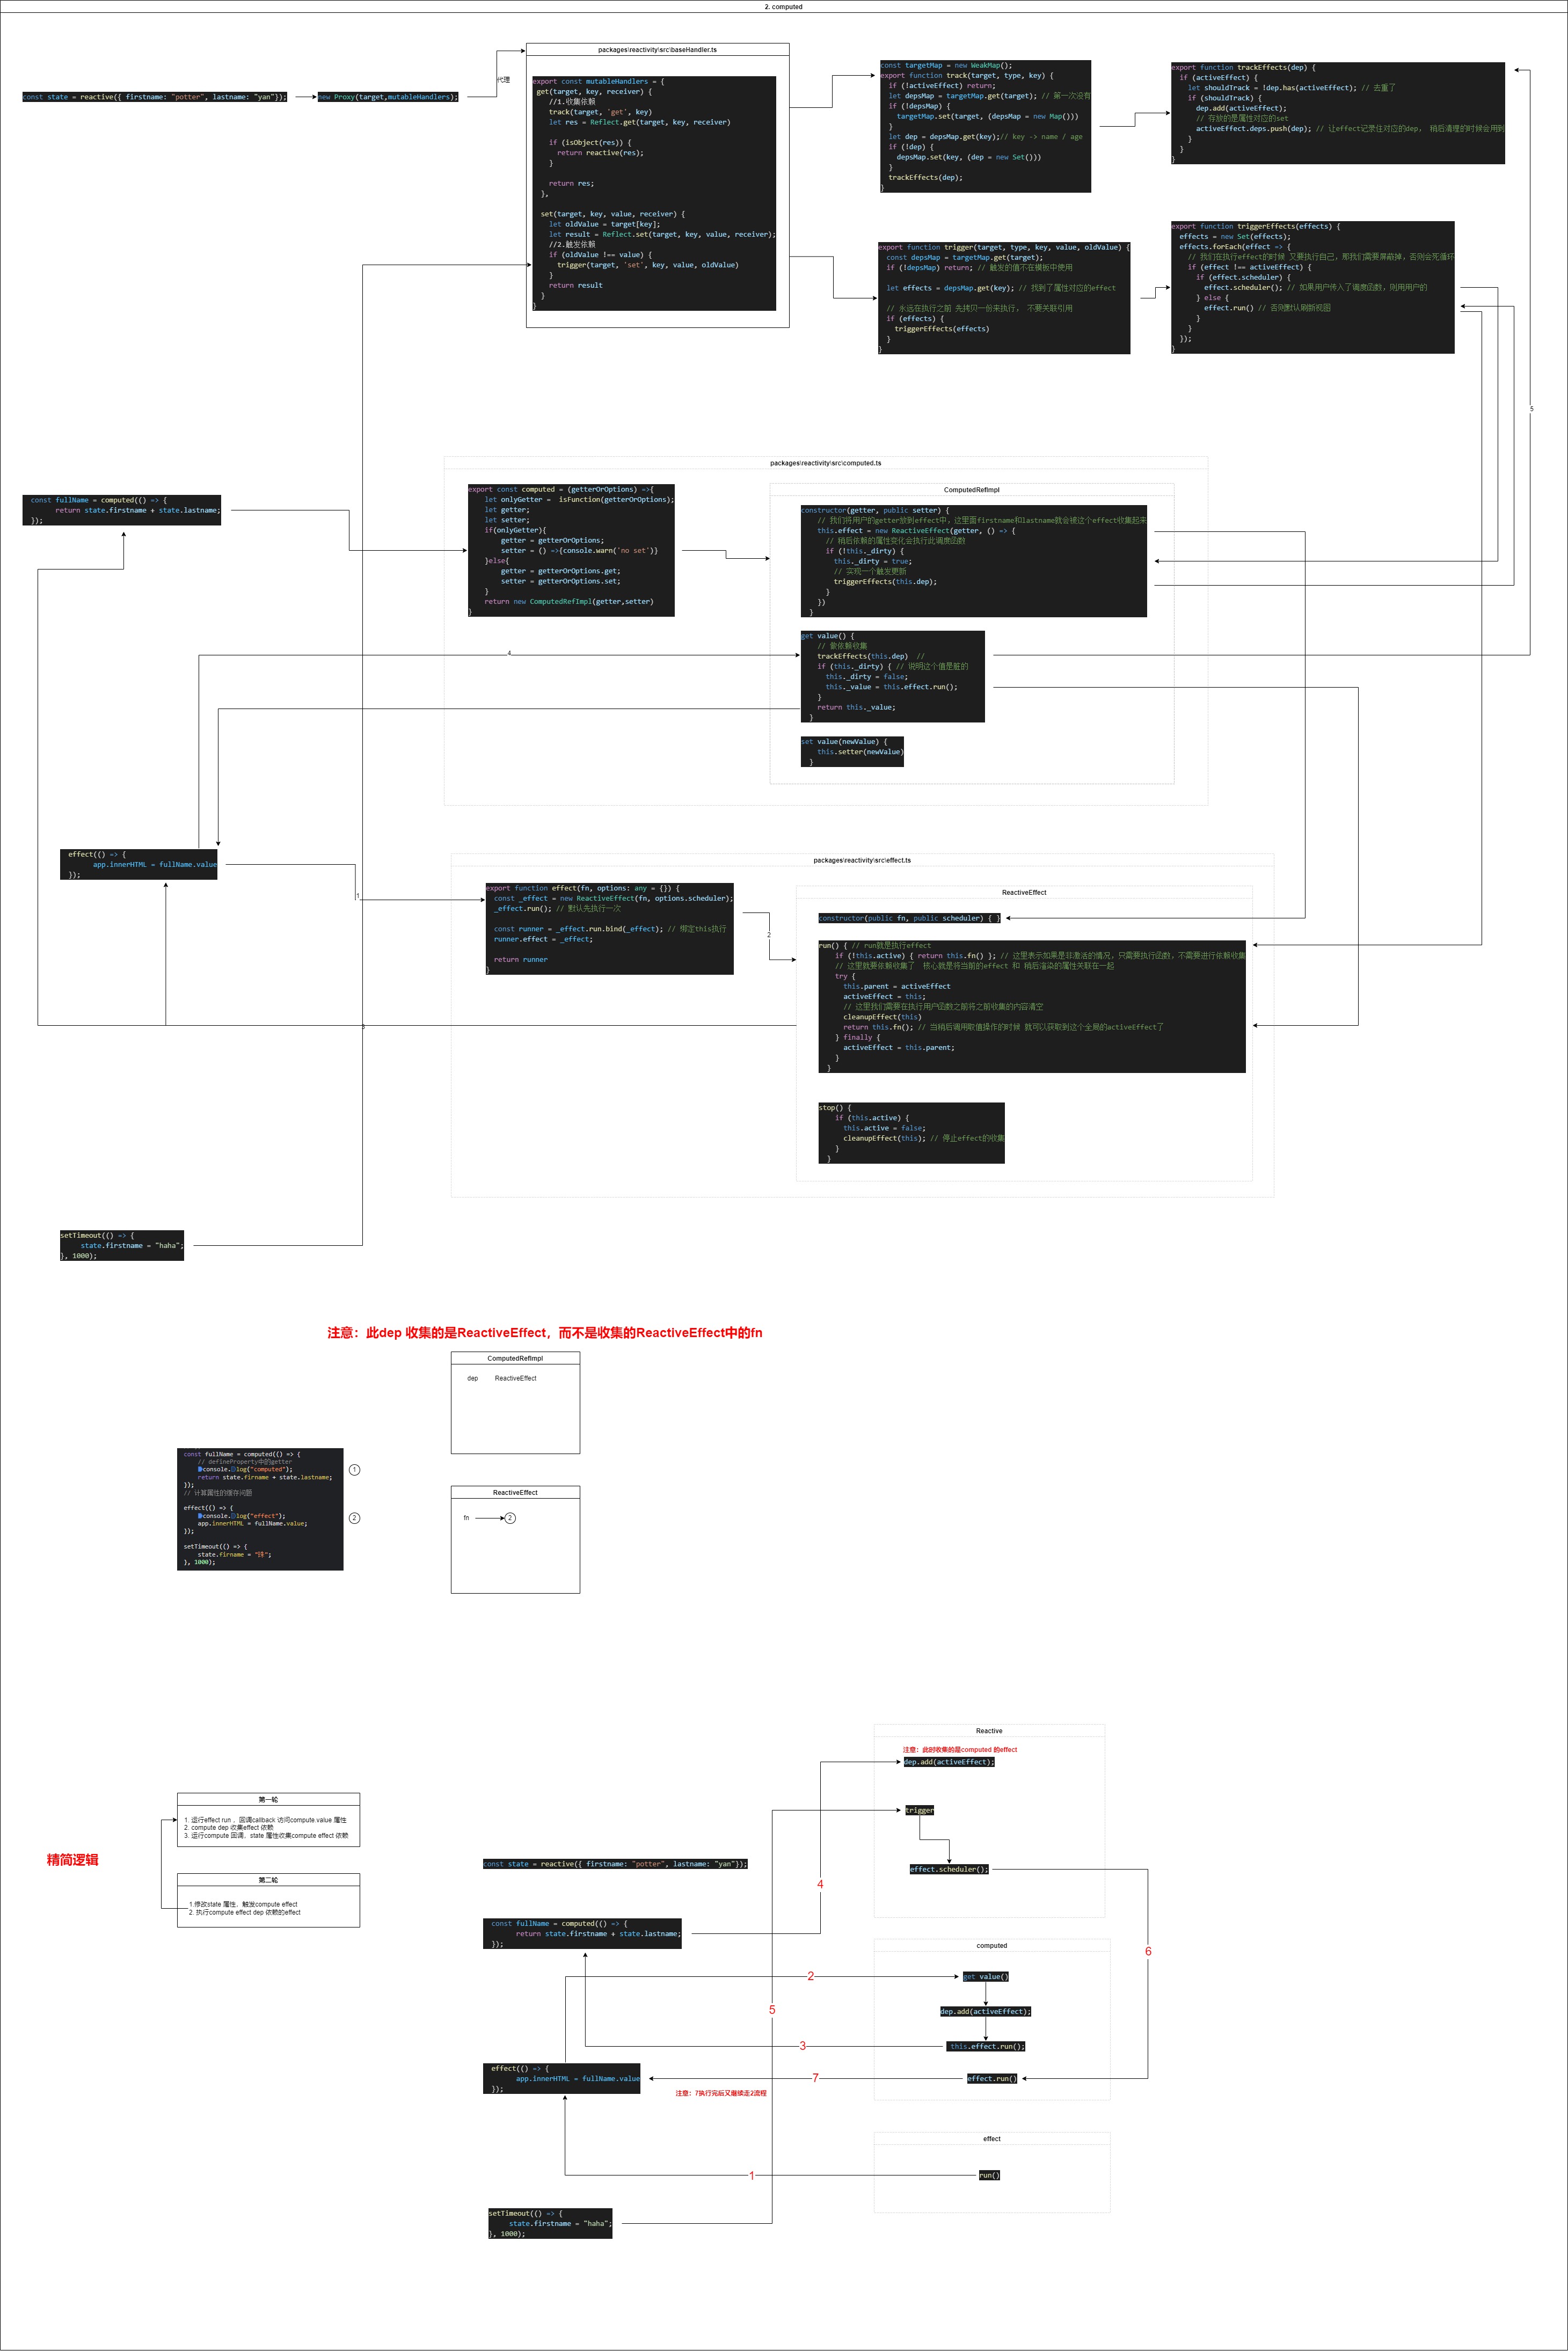 2. computed
const state = reactive({ firstname: "potter", lastname: "yan"});
new Proxy(target,mutableHandlers);
代理
packages\reactivity\src\baseHandler.ts
export const mutableHandlers = {
get(target, key, receiver) {
//1.收集依赖
track(target, 'get', key)
let res = Reflect.get(target, key, receiver)
if (isObject(res)) {
return reactive(res);
}
return res;
},
set(target, key, value, receiver) {
let oldValue = target[key];
let result = Reflect.set(target, key, value, receiver);
//2.触发依赖
if (oldValue !== value) {
trigger(target, 'set', key, value, oldValue)
}
return result
}
}
const targetMap = new WeakMap();
export function track(target, type, key) {
if (!activeEffect) return;
let depsMap = targetMap.get(target); // 第一次没有
if (!depsMap) {
targetMap.set(target, (depsMap = new Map()))
}
let dep = depsMap.get(key);// key -> name / age
if (!dep) {
depsMap.set(key, (dep = new Set()))
}
trackEffects(dep);
}
export function trackEffects(dep) {
if (activeEffect) {
let shouldTrack = !dep.has(activeEffect); // 去重了
if (shouldTrack) {
dep.add(activeEffect);
// 存放的是属性对应的set
activeEffect.deps.push(dep); // 让effect记录住对应的dep， 稍后清理的时候会用到
}
}
}
export function trigger(target, type, key, value, oldValue) {
const depsMap = targetMap.get(target);
if (!depsMap) return; // 触发的值不在模板中使用
let effects = depsMap.get(key); // 找到了属性对应的effect
// 永远在执行之前 先拷贝一份来执行， 不要关联引用
if (effects) {
triggerEffects(effects)
}
}
export function triggerEffects(effects) {
effects = new Set(effects);
effects.forEach(effect => {
// 我们在执行effect的时候 又要执行自己，那我们需要屏蔽掉，否则会死循环
if (effect !== activeEffect) {
if (effect.scheduler) {
effect.scheduler(); // 如果用户传入了调度函数，则用用户的
} else {
effect.run() // 否则默认刷新视图
}
}
});
}
5
const fullName = computed(() => {
return state.firstname + state.lastname;
});
packages\reactivity\src\computed.ts
export const computed = (getterOrOptions) =>{
let onlyGetter =  isFunction(getterOrOptions);
let getter;
let setter;
if(onlyGetter){
getter = getterOrOptions;
setter = () =>{console.warn('no set')}
}else{
getter = getterOrOptions.get;
setter = getterOrOptions.set;
}
return new ComputedRefImpl(getter,setter)
}
ComputedRefImpl
constructor(getter, public setter) {
// 我们将用户的getter放到effect中，这里面firstname和lastname就会被这个effect收集起来
this.effect = new ReactiveEffect(getter, () => {
// 稍后依赖的属性变化会执行此调度函数
if (!this._dirty) {
this._dirty = true;
// 实现一个触发更新
triggerEffects(this.dep);
}
})
}
get value() {
// 做依赖收集
trackEffects(this.dep)  //
if (this._dirty) { // 说明这个值是脏的
this._dirty = false;
this._value = this.effect.run();
}
return this._value;
}
set value(newValue) {
this.setter(newValue)
}
4
effect(() => {
app.innerHTML = fullName.value
});
1
packages\reactivity\src\effect.ts
export function effect(fn, options: any = {}) {
const _effect = new ReactiveEffect(fn, options.scheduler);
_effect.run(); // 默认先执行一次
const runner = _effect.run.bind(_effect); // 绑定this执行
runner.effect = _effect;
return runner
}
2
ReactiveEffect
constructor(public fn, public scheduler) { }
run() { // run就是执行effect
if (!this.active) { return this.fn() }; // 这里表示如果是非激活的情况，只需要执行函数，不需要进行依赖收集
// 这里就要依赖收集了  核心就是将当前的effect 和 稍后渲染的属性关联在一起
try {
this.parent = activeEffect
activeEffect = this;
// 这里我们需要在执行用户函数之前将之前收集的内容清空
cleanupEffect(this)
return this.fn(); // 当稍后调用取值操作的时候 就可以获取到这个全局的activeEffect了
} finally {
activeEffect = this.parent;
}
}
3
stop() {
if (this.active) {
this.active = false;
cleanupEffect(this); // 停止effect的收集
}
}
setTimeout(() => {
state.firstname = "haha";
}, 1000);
注意：此dep 收集的是ReactiveEffect，而不是收集的ReactiveEffect中的fn
ComputedRefImpl
dep ReactiveEffect
const fullName = computed(() => {
// defineProperty中的getter
console.log("computed");
return state.firname + state.lastname;
});
// 计算属性的缓存问题
effect(() => {
console.log("effect");
app.innerHTML = fullName.value;
});
setTimeout(() => {
state.firname = "";
}, 1000);
1
2
ReactiveEffect
fn 2
精简逻辑
第一轮
1. 运行effect run ，回调callback 访问compute.value 属性
2. compute dep 收集effect 依赖
3. 运行compute 回调，state 属性收集compute effect 依赖
第二轮
1.修改state 属性，触发compute effect
2. 执行compute effect dep 依赖的effect
Reactive
注意：此时收集的是computed 的effect
dep.add(activeEffect);
trigger
effect.scheduler();
const state = reactive({ firstname: "potter", lastname: "yan"});
4
const fullName = computed(() => {
return state.firstname + state.lastname;
});
6
computed
get value()
dep.add(activeEffect);
this.effect.run();
effect.run()
2
5
3
7
effect(() => {
app.innerHTML = fullName.value
});
注意：7执行完后又继续走2流程
effect
run()
1
setTimeout(() => {
state.firstname = "haha";
}, 1000);